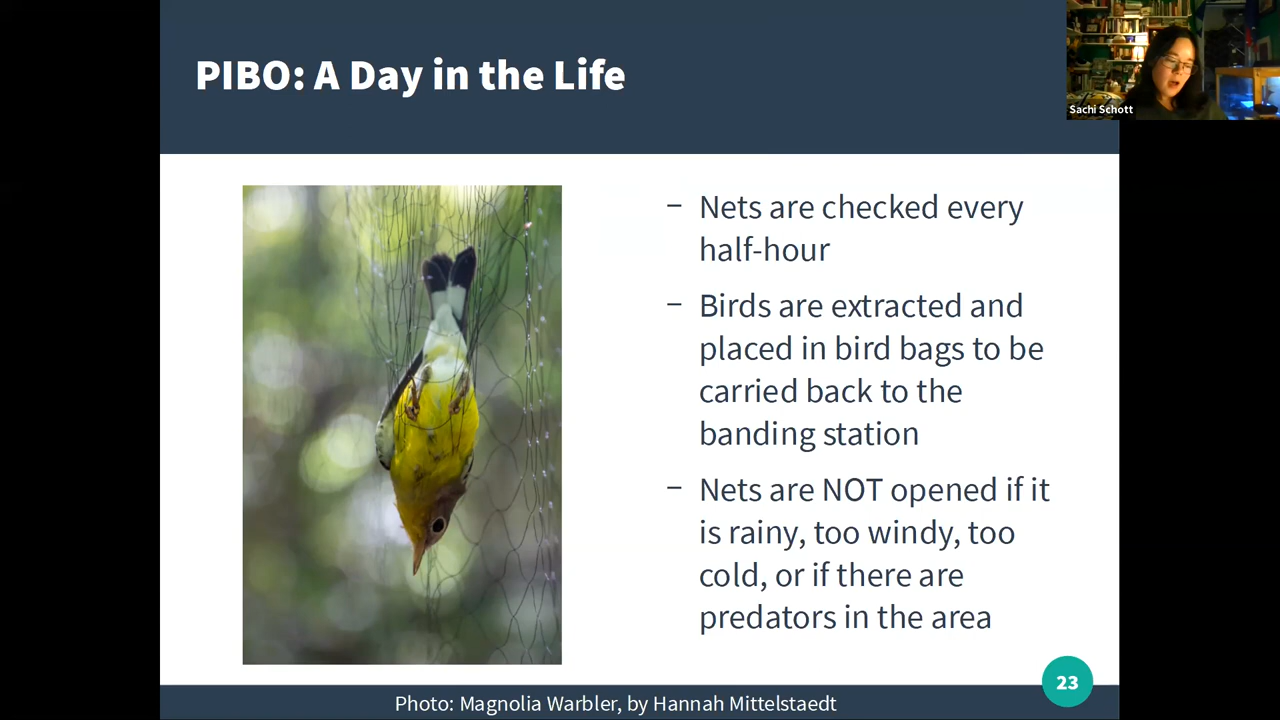 PIBO: A Day in the Life
Sachi Schott
– Nets are checked every
half-hour
– Birds are extracted and
placed in bird bags to be
carried back to the
banding station
– Nets are NOT opened if it
is rainy, too windy, too
cold, or if there are
predators in the area
23
Photo: Magnolia Warbler, by Hannah Mittelstaedt